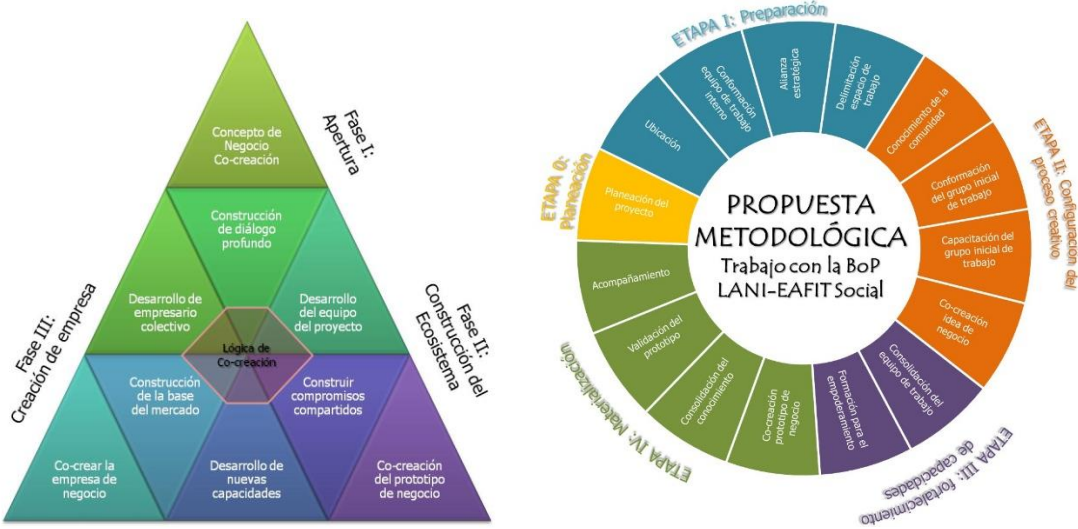 Concepto de
Negocio
Co-creación
Fase I:
Apertura
Construcción
de diálogo
profundo
Desarrollo de
empresario
colectivo
Desarrollo
del equipo
del proyecto
Lógica de
Co-creación
Fase III:
Creación de empresa
Fase II:
Construcción del
Ecosistema
Construcción
de la base
del mercado
Construir
compromisos
compartidos
Co-crear la
empresa de
negocio
Desarrollo de
nuevas
capacidades
Co-creación
del prototipo
de negocio
PROPUESTA
METODOLÓGICA
Trabajo con la BoP
LANI-EAFIT Social
ETAPA 0:
Planeación
Planeación del
proyecto
ETAPA I: Preparación
Ubicación
Conformación
equipo de trabajo
interno
Alianza
estratégica
Delimitación
espacio de
trabajo
ETAPA II: Configuración del
proceso creativo
Conocimiento de la
comunidad
Conformación
del grupo inicial
de trabajo
Capacitación del
grupo inicial de
trabajo
Co-creación
idea de
negocio
ETAPA III: fortalecimiento
de capacidades
Consolidación del
equipo de trabajo
Formación para el
empoderamiento
ETAPA IV: Materialización
Co-creación
prototipo de
negocio
Consolidación del
conocimiento
Validación del
prototipo
Acompañamiento